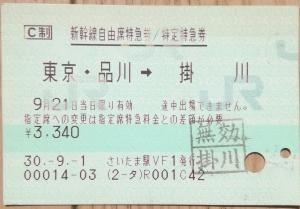 C制 新幹線自由席特急券/特定特急券
東京・品川 → 掛川
9月21日当日限り有効 途中出場できません。
指定席への変更は指定席特急料金との差額が必要
¥3,340
無効
掛川
30.-9.-1 さいたま新 VF1発行
00014-03 (2-タ)R001C42